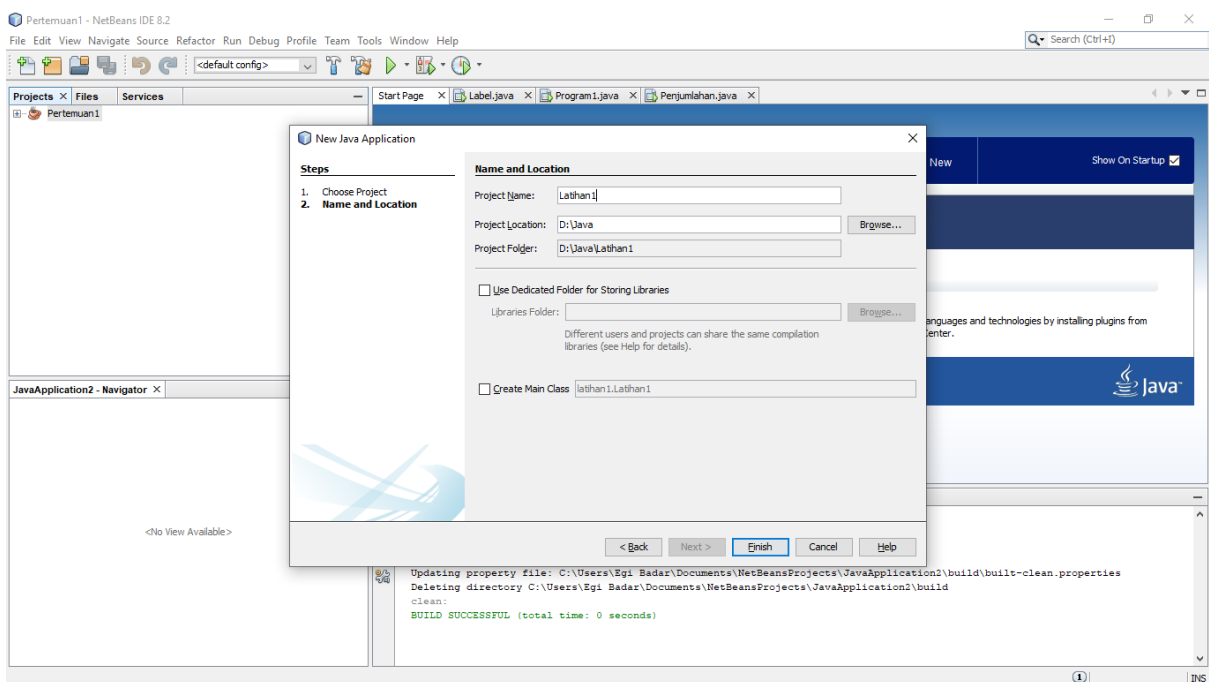 Pertemuan1 - NetBeans IDE 8.2
File Edit View Navigate Source Refactor Run Debug Profile Team Tools Window Help
Search (Ctrl+I)
<default config>
Projects Files Services
Start Page Label.java Program1.java Penjumlahan.java
Pertemuan1
New Java Application
New
Show On Startup
Steps
1. Choose Project
2. Name and Location
Name and Location
Project Name: Latihan1
Project Location: D:\Java Browse...
Project Folder: D:\Java\Latihan1
Use Dedicated Folder for Storing Libraries
Libraries Folder: Browse...
Different users and projects can share the same compilation
libraries (see Help for details).
Create Main Class latihan1.Latihan1
< Back Next > Finish Cancel Help
anguages and technologies by installing plugins from
Center.
Java
JavaApplication2 - Navigator
<No View Available>
Updating property file: C:\Users\Egi Badar\Documents\NetBeansProjects\JavaApplication2\build\built-clean.properties
Deleting directory C:\Users\Egi Badar\Documents\NetBeansProjects\JavaApplication2\build
clean:
BUILD SUCCESSFUL (total time: 0 seconds)
1 INS